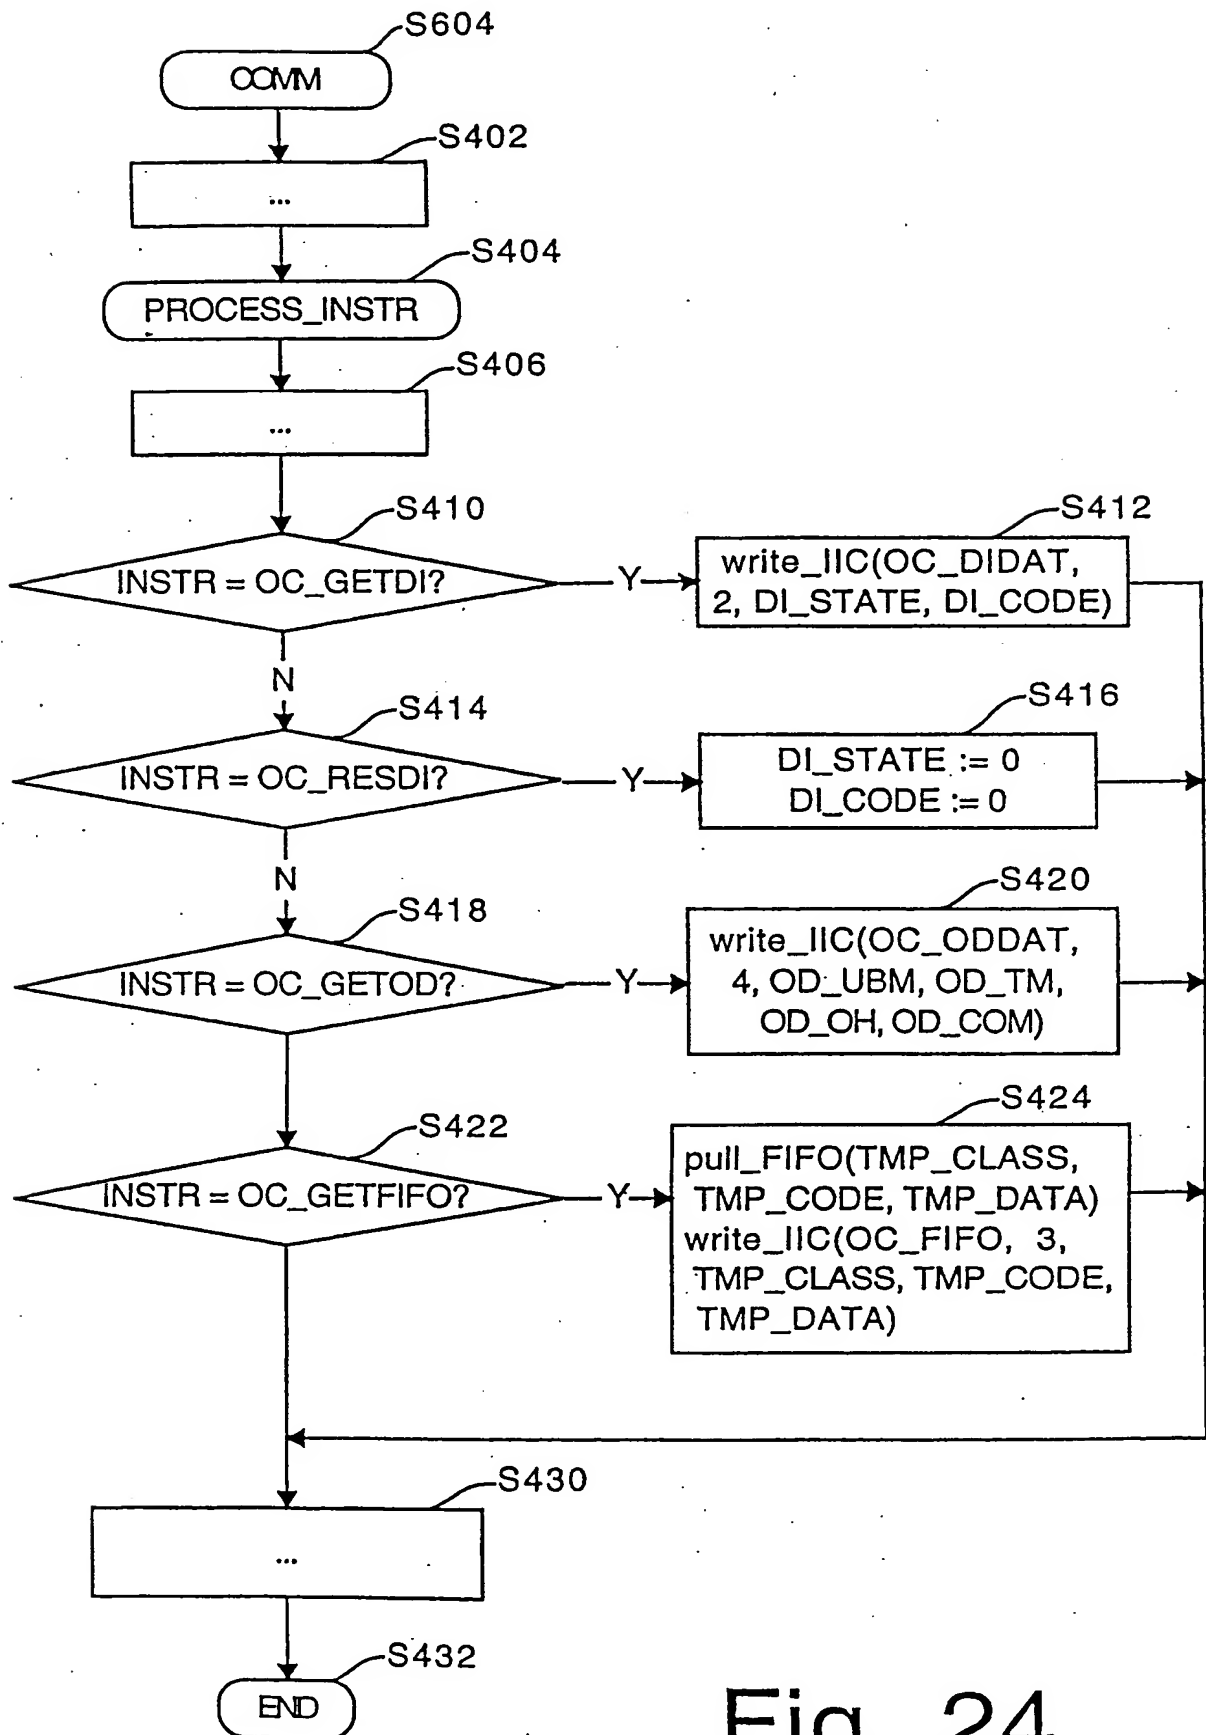 S604
COMM
S402
...
S404
PROCESS_INSTR
S406
...
S410
INSTR = OC_GETDI?
Y
S412
write_IIC(OC_DIDAT,
2, DI_STATE, DI_CODE)
N
S414
INSTR = OC_RESDI?
Y
S416
DI_STATE := 0
DI_CODE := 0
N
S418
INSTR = OC_GETOD?
Y
S420
write_IIC(OC_ODDAT,
4, OD_UBM, OD_TM,
OD_OH, OD_COM)
S422
INSTR = OC_GETFIFO?
Y
S424
pull_FIFO(TMP_CLASS,
TMP_CODE, TMP_DATA)
write_IIC(OC_FIFO, 3,
TMP_CLASS, TMP_CODE,
TMP_DATA)
S430
...
S432
END
Fig. 24